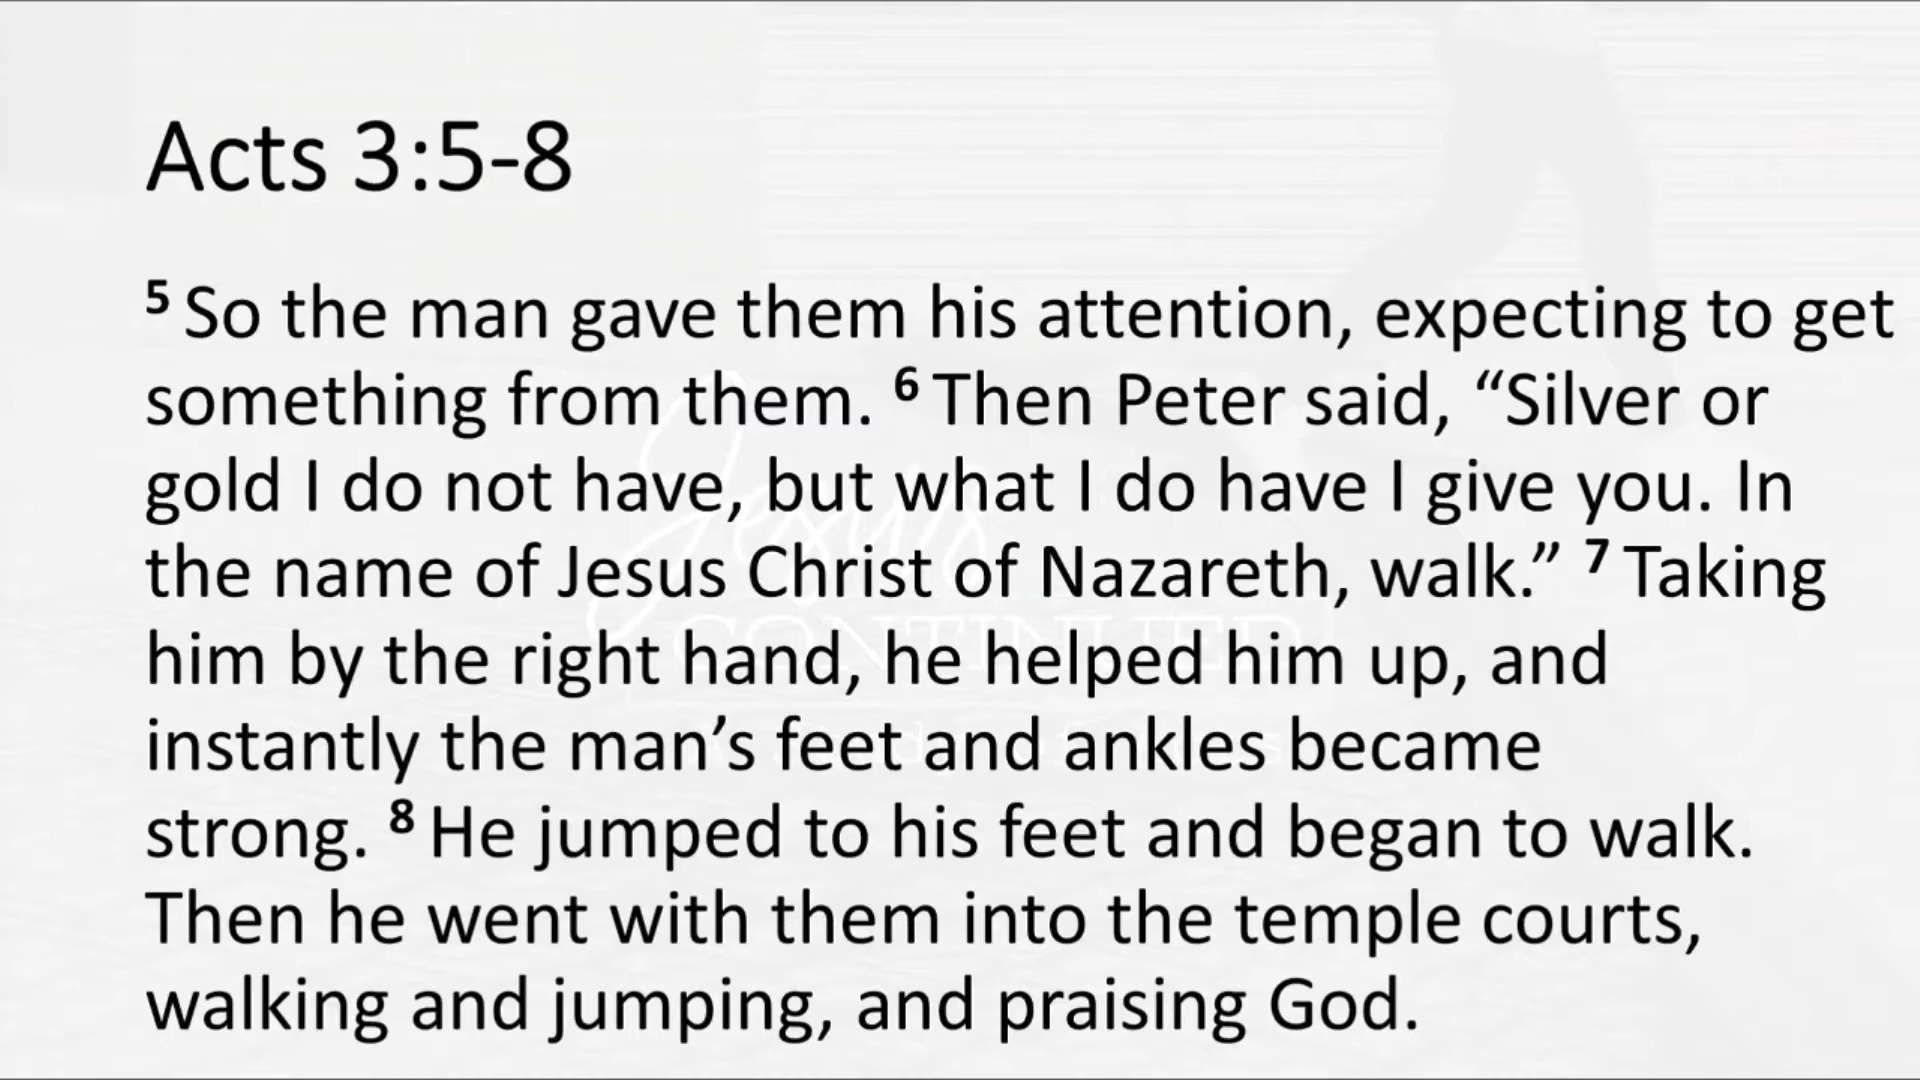 Acts 3:5-8
⁵ So the man gave them his attention, expecting to get
something from them. ⁶ Then Peter said, “Silver or
gold I do not have, but what I do have I give you. In
the name of Jesus Christ of Nazareth, walk.” ⁷ Taking
him by the right hand, he helped him up, and
instantly the man’s feet and ankles became
strong. ⁸ He jumped to his feet and began to walk.
Then he went with them into the temple courts,
walking and jumping, and praising God.
Jesus
CONTINUED